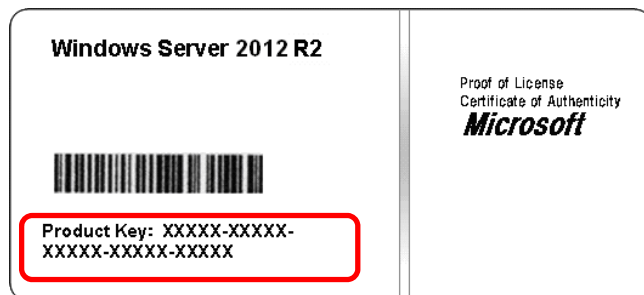 Windows Server 2012 R2
Product Key: XXXXX-XXXXX-
XXXXX-XXXXX-XXXXX
Proof of License
Certificate of Authenticity
Microsoft